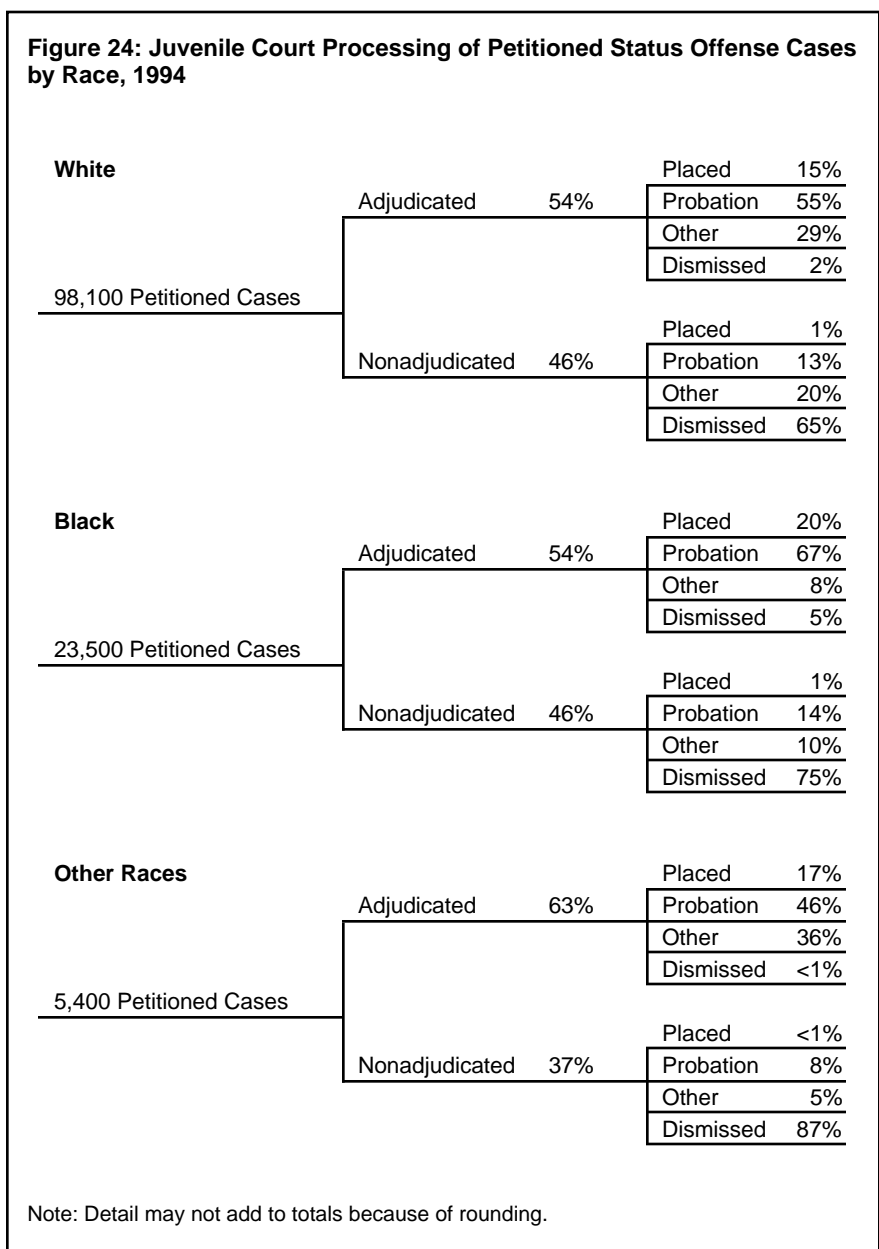 Figure 24: Juvenile Court Processing of Petitioned Status Offense Cases
by Race, 1994
White
Placed 15%
Adjudicated 54% Probation 55%
Other 29%
Dismissed 2%
98,100 Petitioned Cases
Placed 1%
Nonadjudicated 46% Probation 13%
Other 20%
Dismissed 65%
Black
Placed 20%
Adjudicated 54% Probation 67%
Other 8%
Dismissed 5%
23,500 Petitioned Cases
Placed 1%
Nonadjudicated 46% Probation 14%
Other 10%
Dismissed 75%
Other Races
Placed 17%
Adjudicated 63% Probation 46%
Other 36%
Dismissed <1%
5,400 Petitioned Cases
Placed <1%
Nonadjudicated 37% Probation 8%
Other 5%
Dismissed 87%
Note: Detail may not add to totals because of rounding.